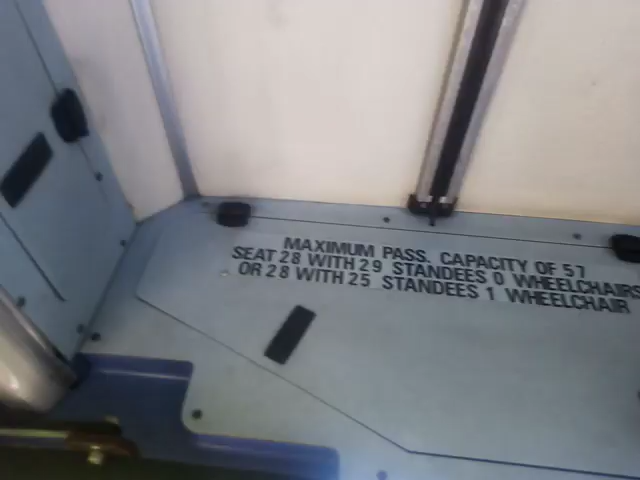 MAXIMUM PASS. CAPACITY OF 57
SEAT 28 WITH 29 STANDEES 0 WHEELCHAIRS
OR 28 WITH 25 STANDEES 1 WHEELCHAIR